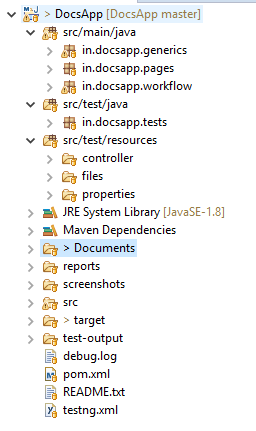 > DocsApp [DocsApp master]
src/main/java
in.docsapp.generics
in.docsapp.pages
in.docsapp.workflow
src/test/java
in.docsapp.tests
src/test/resources
controller
files
properties
JRE System Library [JavaSE-1.8]
Maven Dependencies
> Documents
reports
screenshots
src
> target
test-output
debug.log
pom.xml
README.txt
testng.xml